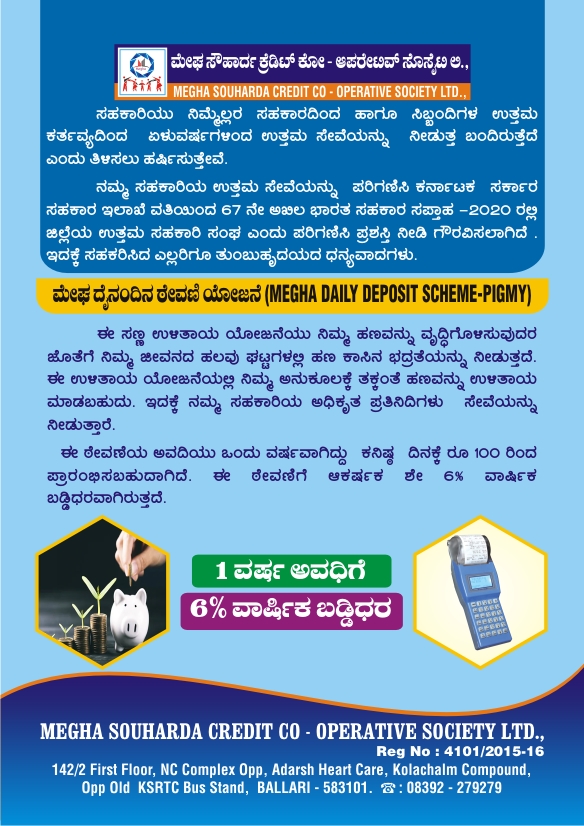 ಮೇಘ ಸೌಹಾರ್ದ ಕ್ರೆಡಿಟ್ ಕೋ - ಅಪರೇಟಿವ್ ಸೊಸೈಟಿ ಲಿ.,
MEGHA SOUHARDA CREDIT CO - OPERATIVE SOCIETY LTD.,
ಸಹಕಾರಿಯು ನಿಮ್ಮೆಲ್ಲರ ಸಹಕಾರದಿಂದ ಹಾಗೂ ಸಿಬ್ಬಂದಿಗಳ ಉತ್ತಮ
ಕರ್ತವ್ಯದಿಂದ ಏಳುವರ್ಷಗಳಿಂದ ಉತ್ತಮ ಸೇವೆಯನ್ನು ನೀಡುತ್ತ ಬಂದಿರುತ್ತದೆ
ಎಂದು ತಿಳಿಸಲು ಹರ್ಷಿಸುತ್ತೇವೆ.
ನಮ್ಮ ಸಹಕಾರಿಯ ಉತ್ತಮ ಸೇವೆಯನ್ನು ಪರಿಗಣಿಸಿ ಕರ್ನಾಟಕ ಸರ್ಕಾರ
ಸಹಕಾರ ಇಲಾಖೆ ವತಿಯಿಂದ 67 ನೇ ಅಖಿಲ ಭಾರತ ಸಹಕಾರ ಸಪ್ತಾಹ –2020 ರಲ್ಲಿ
ಜಿಲ್ಲೆಯ ಉತ್ತಮ ಸಹಕಾರಿ ಸಂಘ ಎಂದು ಪರಿಗಣಿಸಿ ಪ್ರಶಸ್ತಿ ನೀಡಿ ಗೌರವಿಸಲಾಗಿದೆ .
ಇದಕ್ಕೆ ಸಹಕರಿಸಿದ ಎಲ್ಲರಿಗೂ ತುಂಬುಹೃದಯದ ಧನ್ಯವಾದಗಳು.
ಮೇಘ ದೈನಂದಿನ ಠೇವಣಿ ಯೋಜನೆ (MEGHA DAILY DEPOSIT SCHEME-PIGMY)
ಈ ಸಣ್ಣ ಉಳಿತಾಯ ಯೋಜನೆಯು ನಿಮ್ಮ ಹಣವನ್ನು ವೃದ್ಧಿಗೊಳಿಸುವುದರ
ಜೊತೆಗೆ ನಿಮ್ಮ ಜೀವನದ ಹಲವು ಘಟ್ಟಗಳಲ್ಲಿ ಹಣ ಕಾಸಿನ ಭದ್ರತೆಯನ್ನು ನೀಡುತ್ತದೆ.
ಈ ಉಳಿತಾಯ ಯೋಜನೆಯಲ್ಲಿ ನಿಮ್ಮ ಅನುಕೂಲಕ್ಕೆ ತಕ್ಕಂತೆ ಹಣವನ್ನು ಉಳಿತಾಯ
ಮಾಡಬಹುದು. ಇದಕ್ಕೆ ನಮ್ಮ ಸಹಕಾರಿಯ ಅಧಿಕೃತ ಪ್ರತಿನಿದಿಗಳು ಸೇವೆಯನ್ನು
ನೀಡುತ್ತಾರೆ.
ಈ ಠೇವಣಿಯ ಅವದಿಯು ಒಂದು ವರ್ಷವಾಗಿದ್ದು ಕನಿಷ್ಠ ದಿನಕ್ಕೆ ರೂ 100 ರಿಂದ
ಪ್ರಾರಂಭಿಸಬಹುದಾಗಿದೆ. ಈ ಠೇವಣಿಗೆ ಆಕರ್ಷಕ ಶೇ 6% ವಾರ್ಷಿಕ
ಬಡ್ಡಿಧರವಾಗಿರುತ್ತದೆ.
1 ವರ್ಷ ಅವಧಿಗೆ
6% ವಾರ್ಷಿಕ ಬಡ್ಡಿಧರ
MEGHA SOUHARDA CREDIT CO - OPERATIVE SOCIETY LTD.,
Reg No : 4101/2015-16
142/2 First Floor, NC Complex Opp, Adarsh Heart Care, Kolachalm Compound,
Opp Old KSRTC Bus Stand, BALLARI - 583101. ☎ : 08392 - 279279